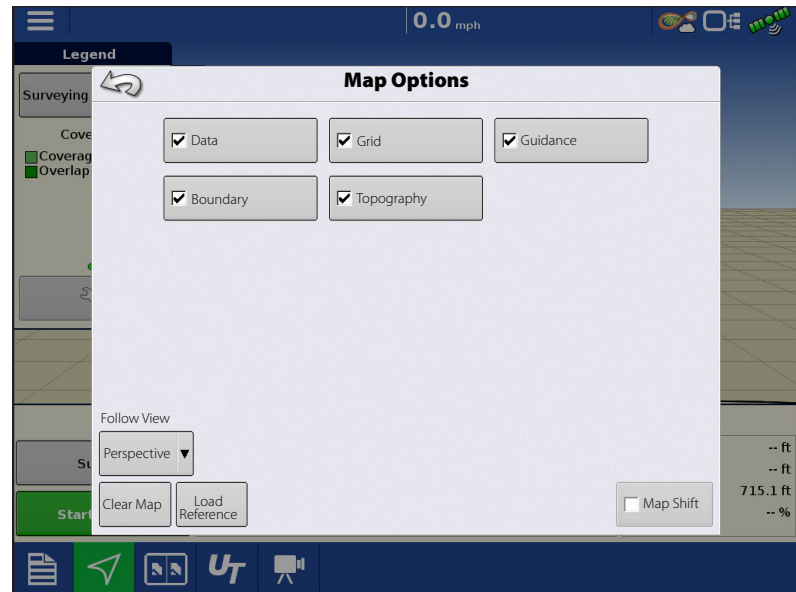 0.0 mph
Legend
Map Options
Surveying
Data
Grid
Guidance
Cove
Coverag
Overlap
Boundary
Topography
Follow View
Perspective
-- ft
-- ft
715.1 ft
-- %
Su
Clear Map
Load
Reference
Map Shift
Start
UT